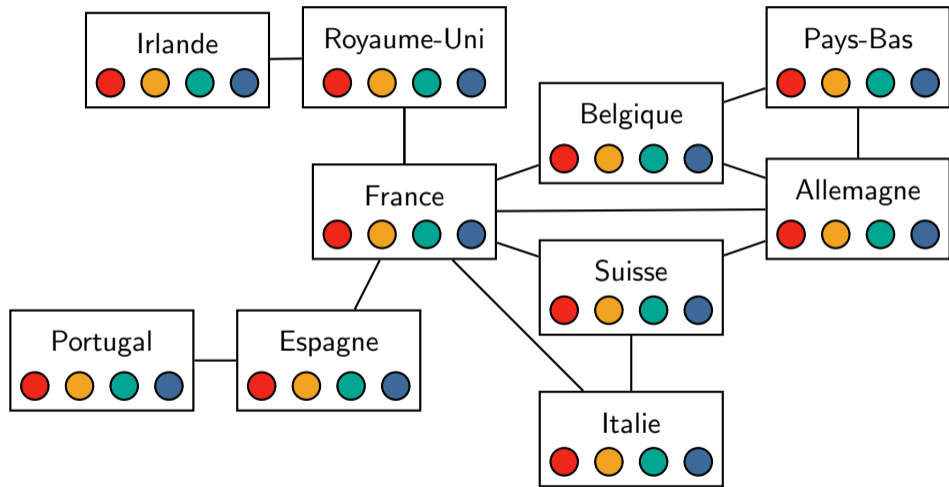 Irlande
Royaume-Uni
Pays-Bas
Belgique
France
Allemagne
Suisse
Portugal
Espagne
Italie